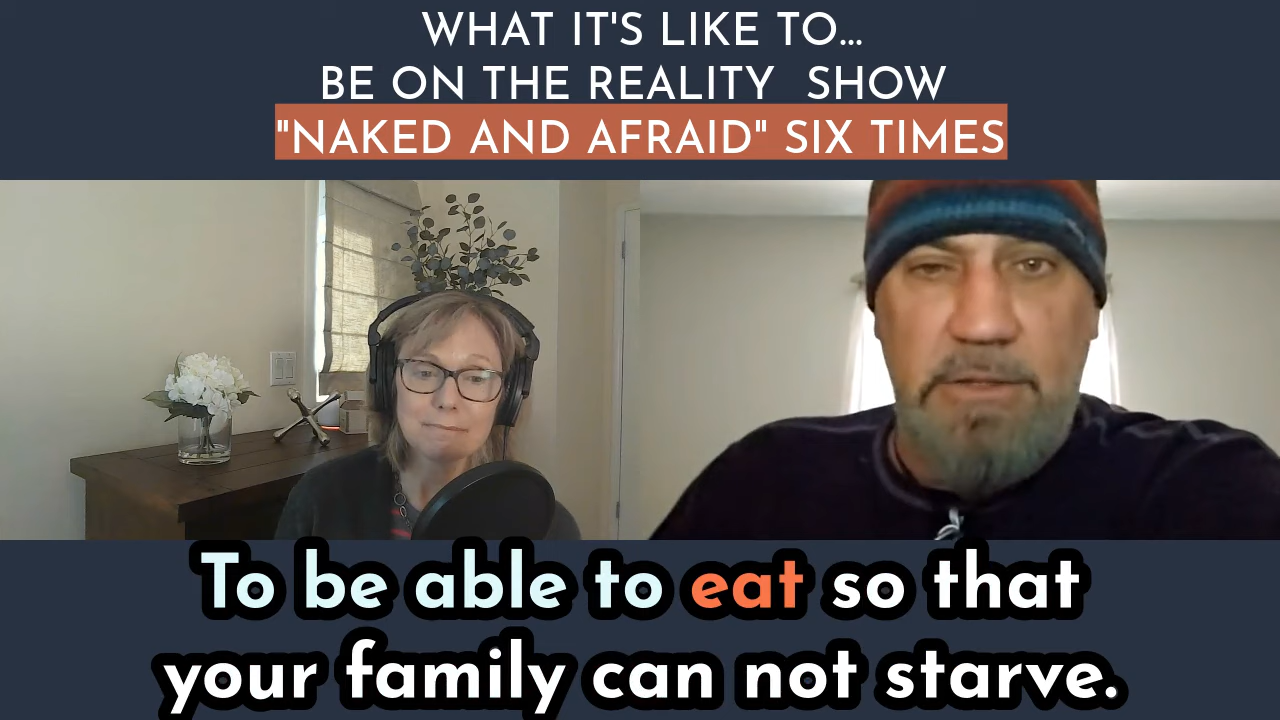 WHAT IT'S LIKE TO...
BE ON THE REALITY SHOW
"NAKED AND AFRAID" SIX TIMES
To be able to eat so that
your family can not starve.